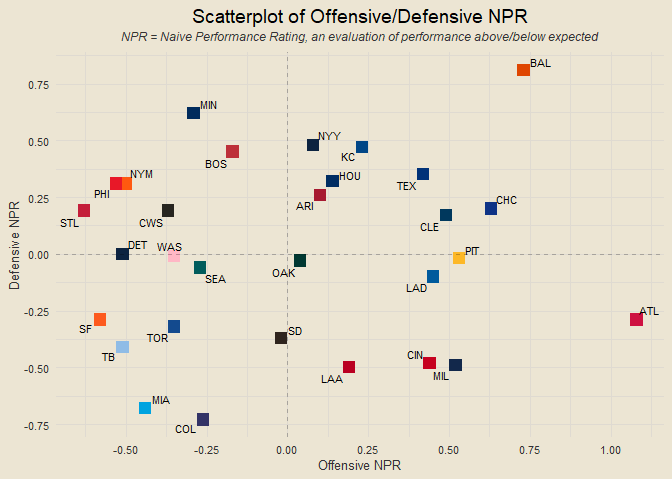 Scatterplot of Offensive/Defensive NPR
NPR = Naive Performance Rating, an evaluation of performance above/below expected
Defensive NPR
0.75
0.50
0.25
0.00
-0.25
-0.50
-0.75
BAL
MIN
NYY
KC
BOS
HOU
TEX
NYM
PHI
ARI
CHC
STL
CWS
CLE
DET
WAS
PIT
OAK
SEA
LAD
ATL
SF
TOR
SD
TB
CIN
LAA
MIL
MIA
COL
-0.50
-0.25
0.00
0.25
0.50
0.75
1.00
Offensive NPR